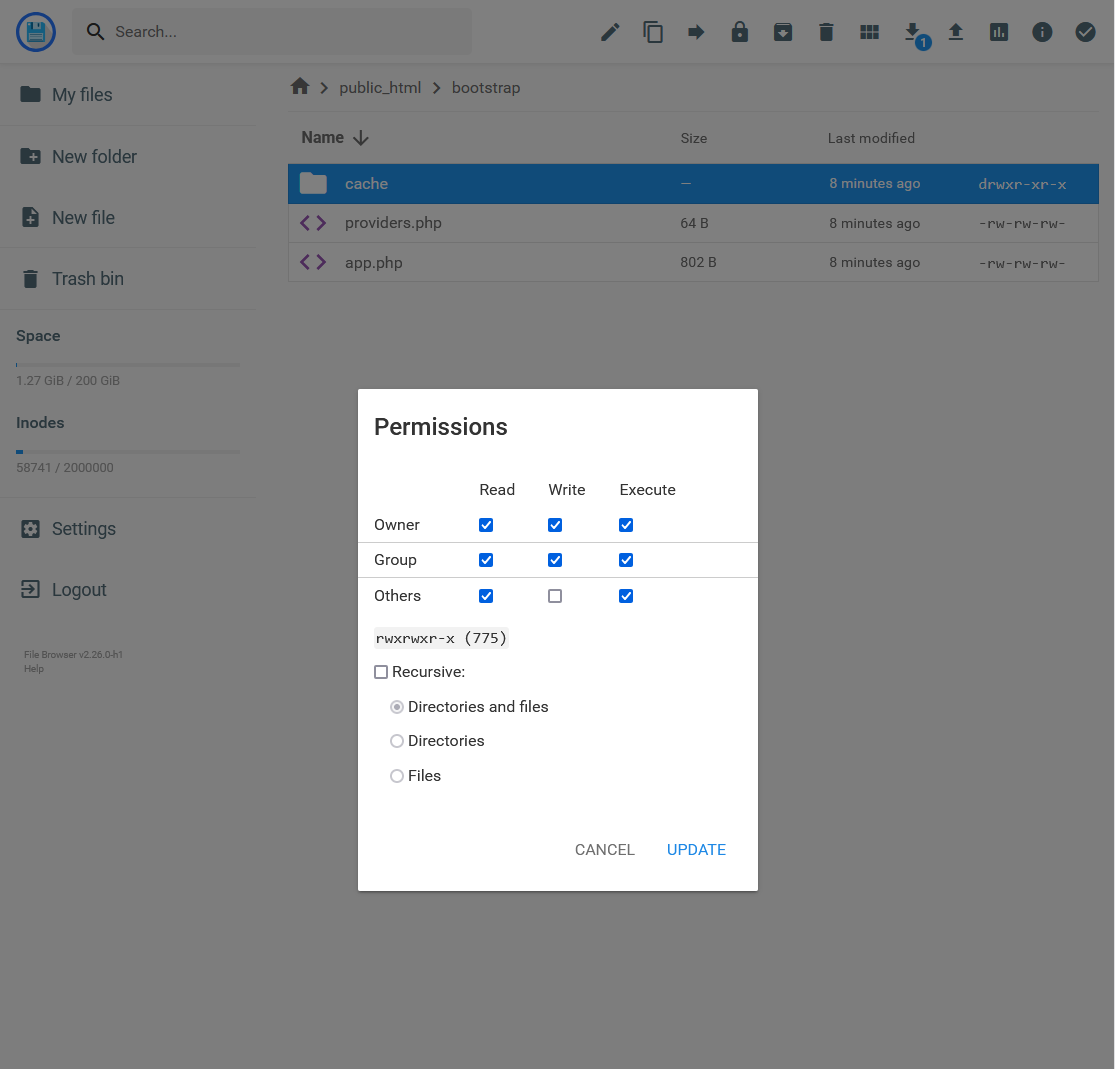 Search...
1
My files
New folder
New file
Trash bin
Space
1.27 GiB / 200 GiB
Inodes
58741 / 2000000
Settings
Logout
File Browser v2.26.0-h1
Help
public_html
bootstrap
Name Size Last modified
cache — 8 minutes ago drwxr-xr-x
providers.php 64 B 8 minutes ago -rw-rw-rw-
app.php 802 B 8 minutes ago -rw-rw-rw-
Permissions
Read Write Execute
Owner
Group
Others
rwxrwxr-x (775)
Recursive:
Directories and files
Directories
Files
CANCEL UPDATE